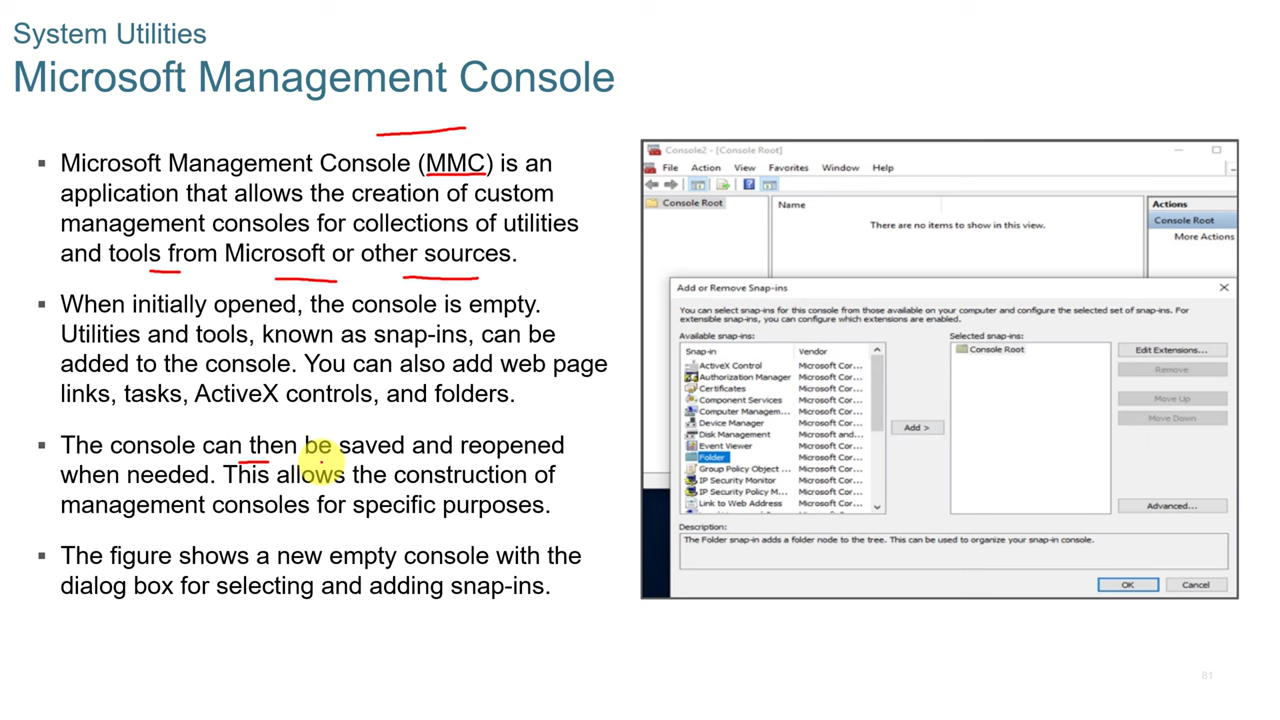 System Utilities
Microsoft Management Console
▪ Microsoft Management Console (MMC) is an
application that allows the creation of custom
management consoles for collections of utilities
and tools from Microsoft or other sources.
▪ When initially opened, the console is empty.
Utilities and tools, known as snap-ins, can be
added to the console. You can also add web page
links, tasks, ActiveX controls, and folders.
▪ The console can then be saved and reopened
when needed. This allows the construction of
management consoles for specific purposes.
▪ The figure shows a new empty console with the
dialog box for selecting and adding snap-ins.
Console2 - [Console Root]
File Action View Favorites Window Help
Console Root
Name
There are no items to show in this view.
Actions
Console Root
More Actions
Add or Remove Snap-ins
You can select snap-ins for this console from those available on your computer and configure the selected set of snap-ins. For
extensible snap-ins, you can configure which extensions are enabled.
Available snap-ins:
Snap-in Vendor
ActiveX Control Microsoft Cor...
Authorization Manager Microsoft Cor...
Certificates Microsoft Cor...
Component Services Microsoft Cor...
Computer Managem... Microsoft Cor...
Device Manager Microsoft Cor...
Disk Management Microsoft and...
Event Viewer Microsoft Cor...
Folder Microsoft Cor...
Group Policy Object ... Microsoft Cor...
IP Security Monitor Microsoft Cor...
IP Security Policy M... Microsoft Cor...
Link to Web Address Microsoft Cor...
Add >
Selected snap-ins:
Console Root
Edit Extensions...
Remove
Move Up
Move Down
Advanced...
Description:
The Folder snap-in adds a folder node to the tree. This can be used to organize your snap-in console.
OK Cancel
81